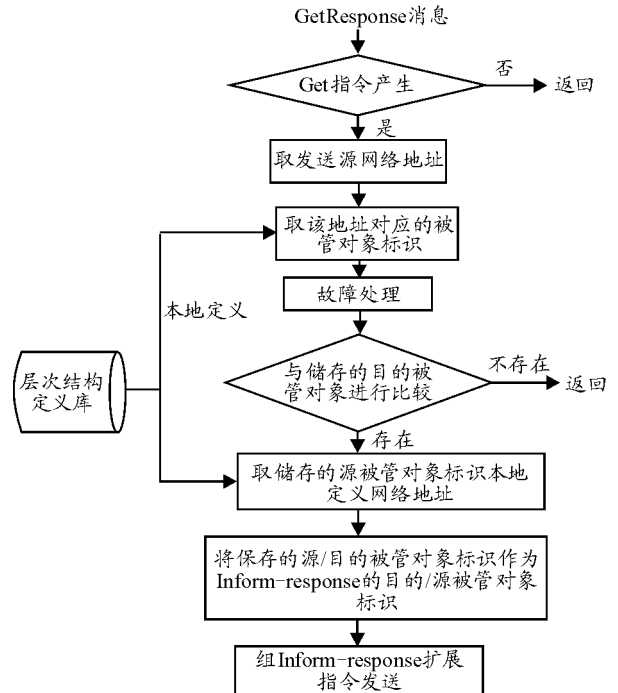 GetResponse消息
Get指令产生
否
返回
是
取发送源网络地址
取该地址对应的被
管对象标识
本地定义
故障处理
层次结构
定义库
与储存的目的被
管对象进行比较
不存在
返回
存在
取储存的源被管对象标识本地
定义网络地址
将保存的源/目的被管对象标识作为
Inform-response的目的/源被管对象
标识
组Inform-response扩展
指令发送